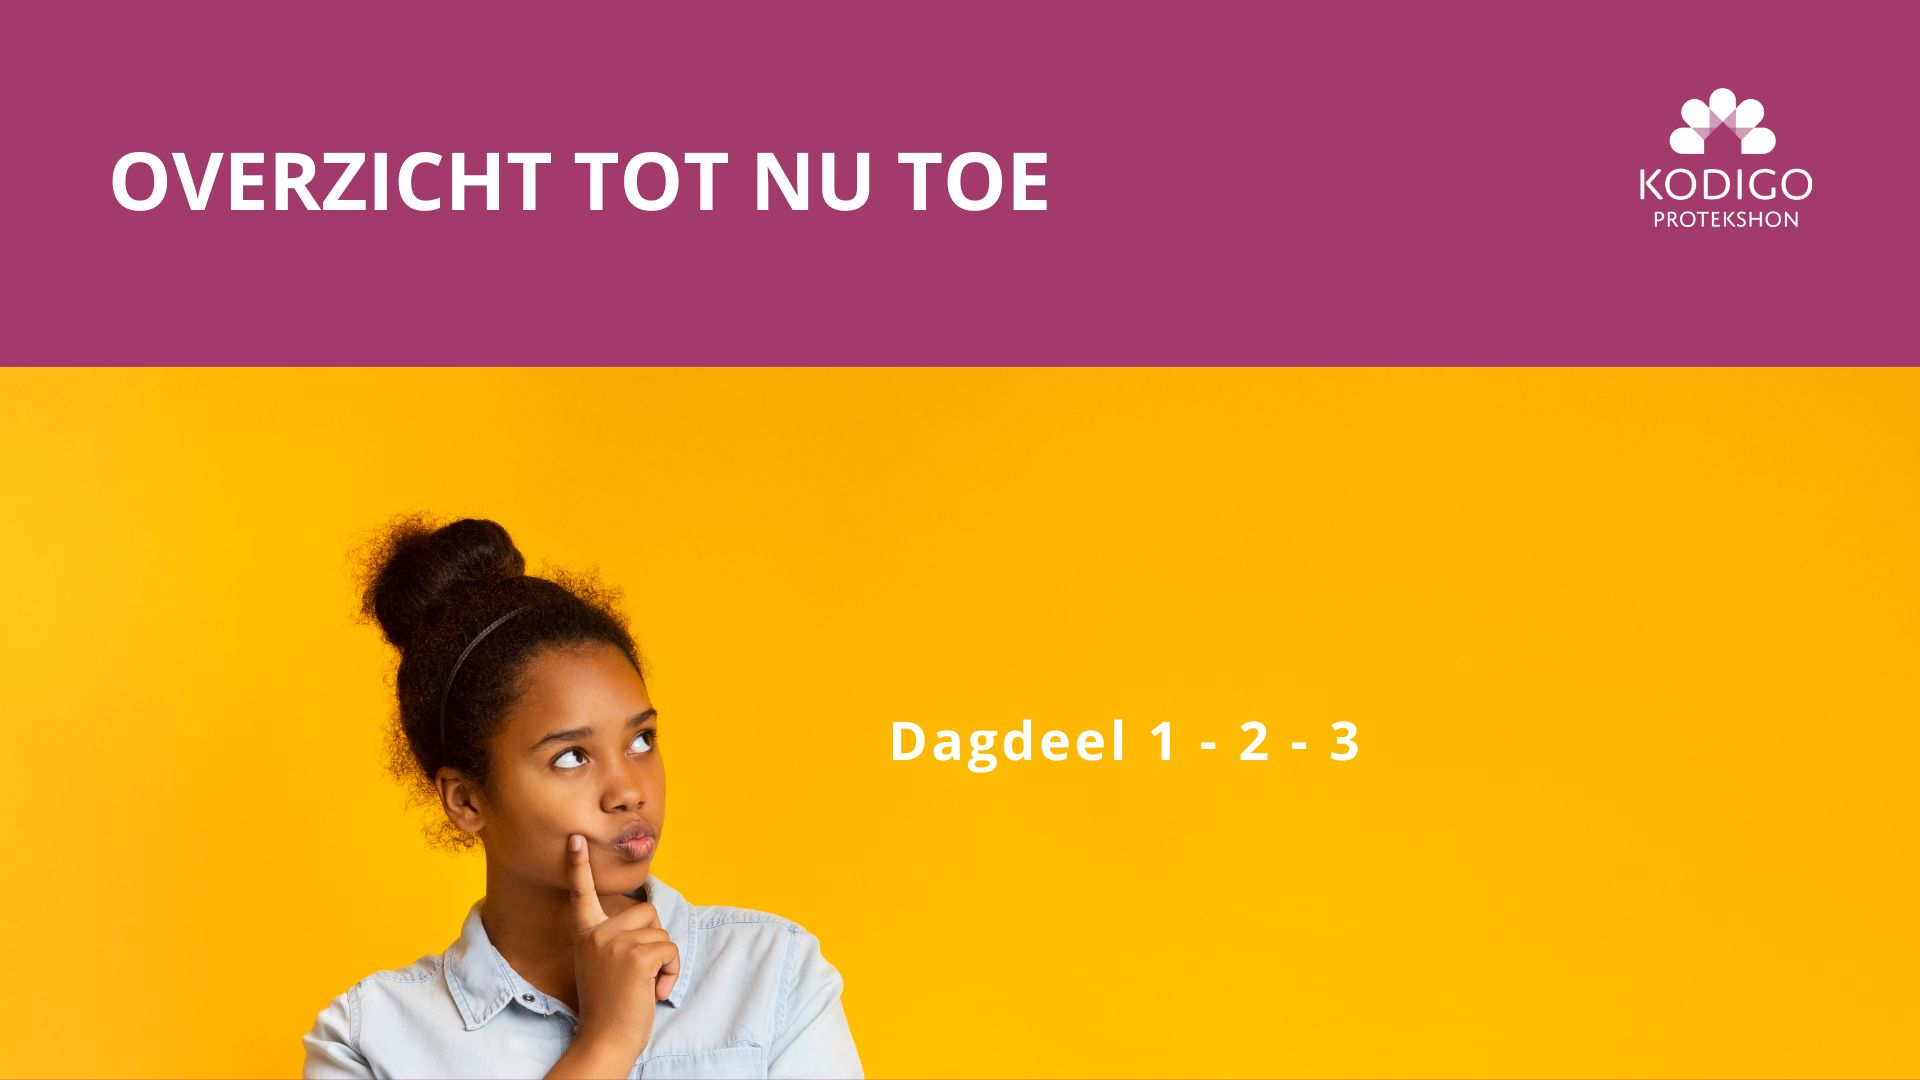 OVERZICHT TOT NU TOE
KODIGO
PROTEKSHON
Dagdeel 1 - 2 - 3